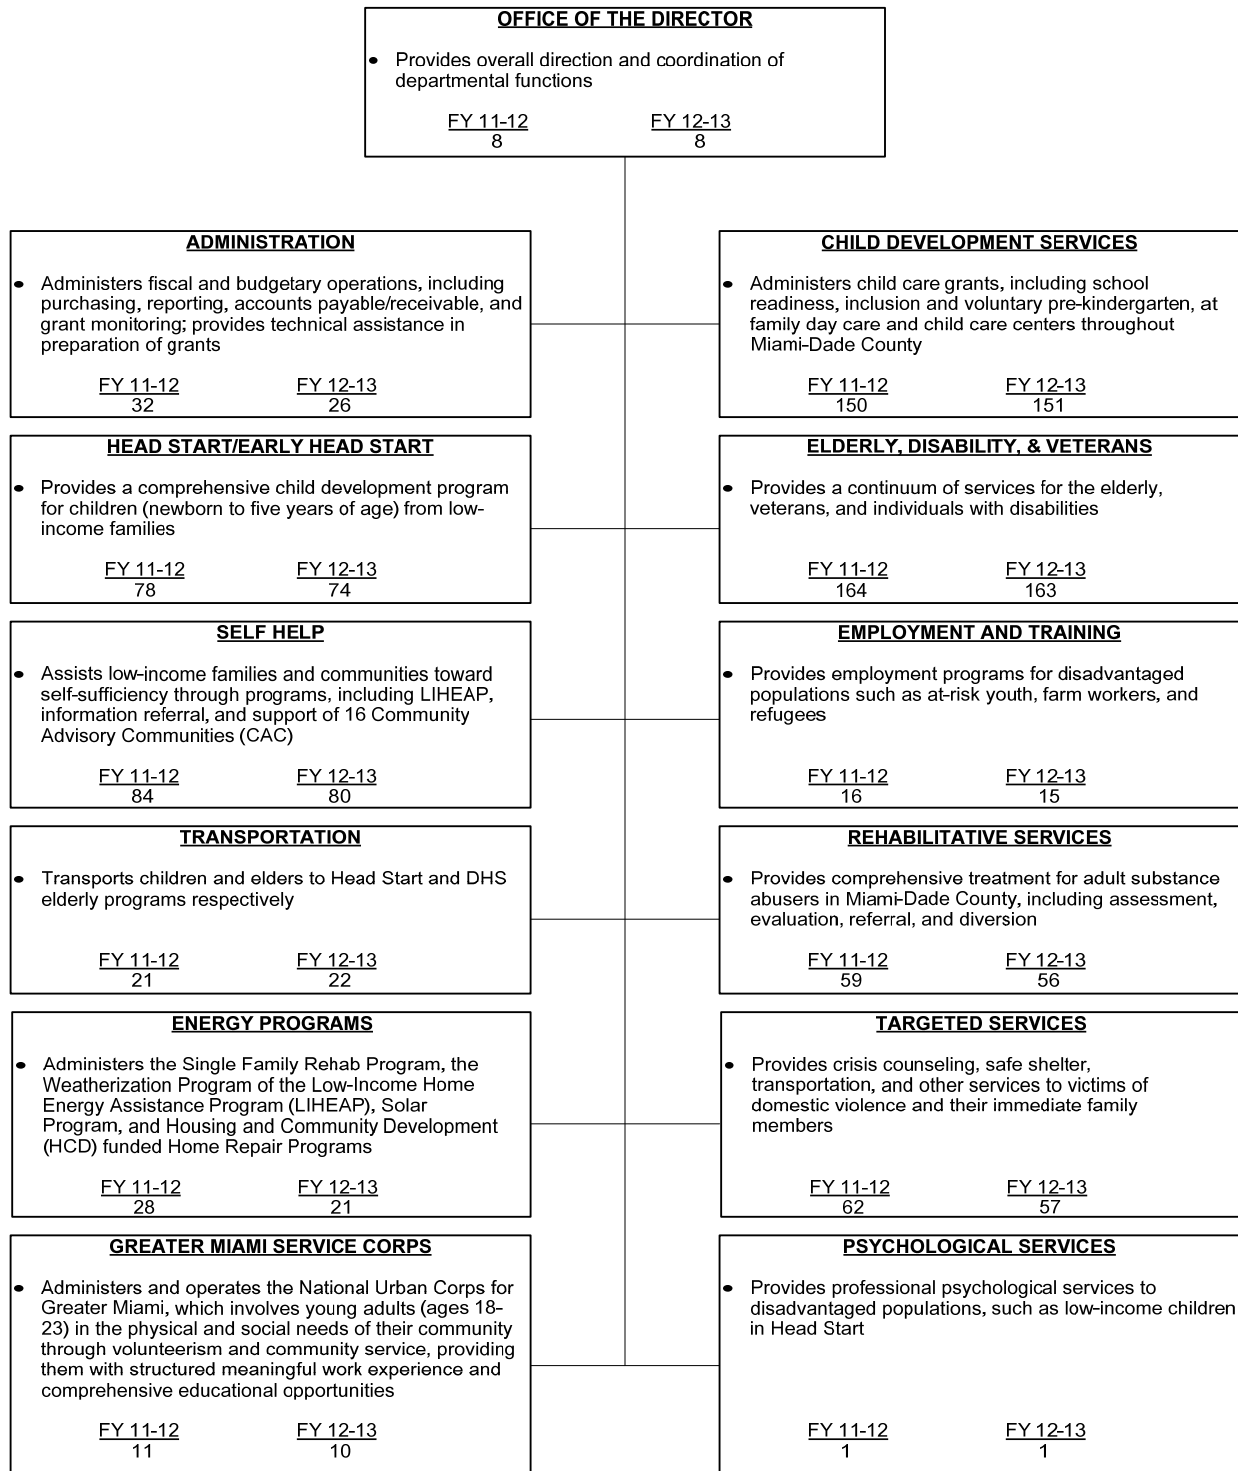 OFFICE OF THE DIRECTOR
• Provides overall direction and coordination of
departmental functions
FY 11-12 FY 12-13
8 8
ADMINISTRATION
• Administers fiscal and budgetary operations, including
purchasing, reporting, accounts payable/receivable, and
grant monitoring; provides technical assistance in
preparation of grants
FY 11-12 FY 12-13
32 26
CHILD DEVELOPMENT SERVICES
• Administers child care grants, including school
readiness, inclusion and voluntary pre-kindergarten, at
family day care and child care centers throughout
Miami-Dade County
FY 11-12 FY 12-13
150 151
HEAD START/EARLY HEAD START
• Provides a comprehensive child development program
for children (newborn to five years of age) from low-
income families
FY 11-12 FY 12-13
78 74
ELDERLY, DISABILITY, & VETERANS
• Provides a continuum of services for the elderly,
veterans, and individuals with disabilities
FY 11-12 FY 12-13
164 163
SELF HELP
• Assists low-income families and communities toward
self-sufficiency through programs, including LIHEAP,
information referral, and support of 16 Community
Advisory Communities (CAC)
FY 11-12 FY 12-13
84 80
EMPLOYMENT AND TRAINING
• Provides employment programs for disadvantaged
populations such as at-risk youth, farm workers, and
refugees
FY 11-12 FY 12-13
16 15
TRANSPORTATION
• Transports children and elders to Head Start and DHS
elderly programs respectively
FY 11-12 FY 12-13
21 22
REHABILITATIVE SERVICES
• Provides comprehensive treatment for adult substance
abusers in Miami-Dade County, including assessment,
evaluation, referral, and diversion
FY 11-12 FY 12-13
59 56
ENERGY PROGRAMS
• Administers the Single Family Rehab Program, the
Weatherization Program of the Low-Income Home
Energy Assistance Program (LIHEAP), Solar
Program, and Housing and Community Development
(HCD) funded Home Repair Programs
FY 11-12 FY 12-13
28 21
TARGETED SERVICES
• Provides crisis counseling, safe shelter,
transportation, and other services to victims of
domestic violence and their immediate family
members
FY 11-12 FY 12-13
62 57
GREATER MIAMI SERVICE CORPS
• Administers and operates the National Urban Corps for
Greater Miami, which involves young adults (ages 18-
23) in the physical and social needs of their community
through volunteerism and community service, providing
them with structured meaningful work experience and
comprehensive educational opportunities
FY 11-12 FY 12-13
11 10
PSYCHOLOGICAL SERVICES
• Provides professional psychological services to
disadvantaged populations, such as low-income children
in Head Start
FY 11-12 FY 12-13
1 1